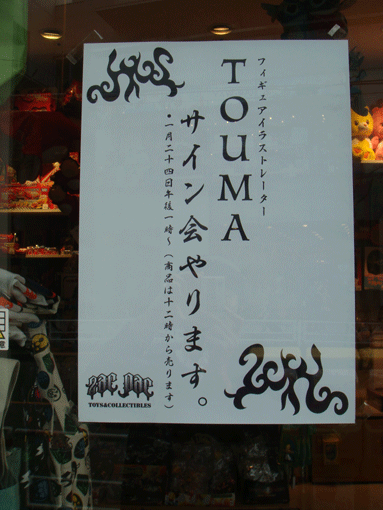 フィギュアイラストレーター
TOUMA
サイン会やります。
•一月二十四日午後一時~(商品は十二時から売ります)
ZAC PAC
TOYS&COLLECTIBLES